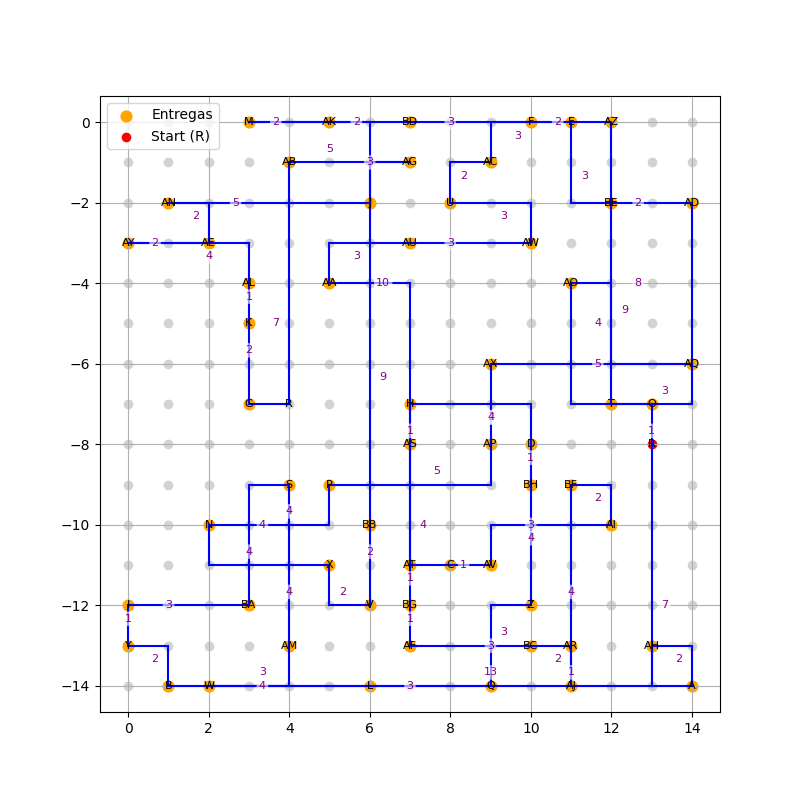 Entregas
Start (R)
0 M 2 AK 2 BD 3 F 2 E AZ
3
5
AB 3 AG AC
2 3
−2 AN 5 U BE 2 AD
2 3
AY 2 AE AU 3 AW
4 3
−4 AL AA 10 AO 8
1
9
K 7 4
2
−6 AX 5 AQ
9
3
G R H T O
4
1 1
−8 AS AP D
1
5
S P BH BF
2
4
−10 N 4 BB 4 3 AI
4
4 2
X AT C 1 AV
1
4 2 4
−12 I 3 BA V BG Z 7
1 1
3
Y AM AF 3 BC AR AH
2 2 2
3 13 1
−14 B W 4 L 3 Q AJ A
0 2 4 6 8 10 12 14